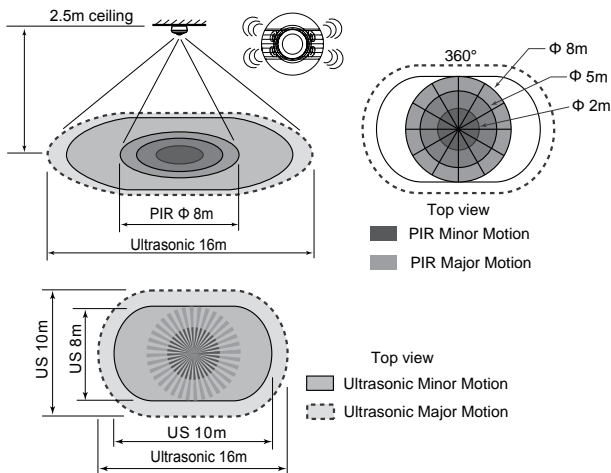 2.5m ceiling
360°
Φ 8m
Φ 5m
Φ 2m
PIR Φ 8m
Ultrasonic 16m
Top view
PIR Minor Motion
PIR Major Motion
US 10m
US 8m
US 10m
Ultrasonic 16m
Top view
Ultrasonic Minor Motion
Ultrasonic Major Motion